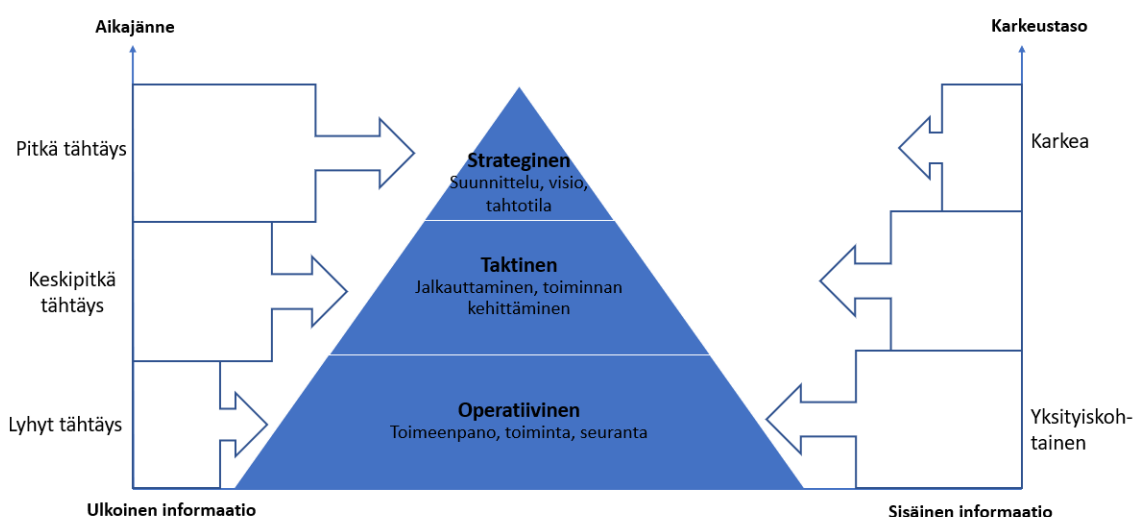 Aikajänne
Karkeustaso
Pitkä tähtäys
Strateginen
Suunnittelu, visio,
tahtotila
Karkea
Keskipitkä
tähtäys
Taktinen
Jalkauttaminen, toiminnan
kehittäminen
Lyhyt tähtäys
Operatiivinen
Toimeenpano, toiminta, seuranta
Yksityiskoh-
tainen
Ulkoinen informaatio
Sisäinen informaatio